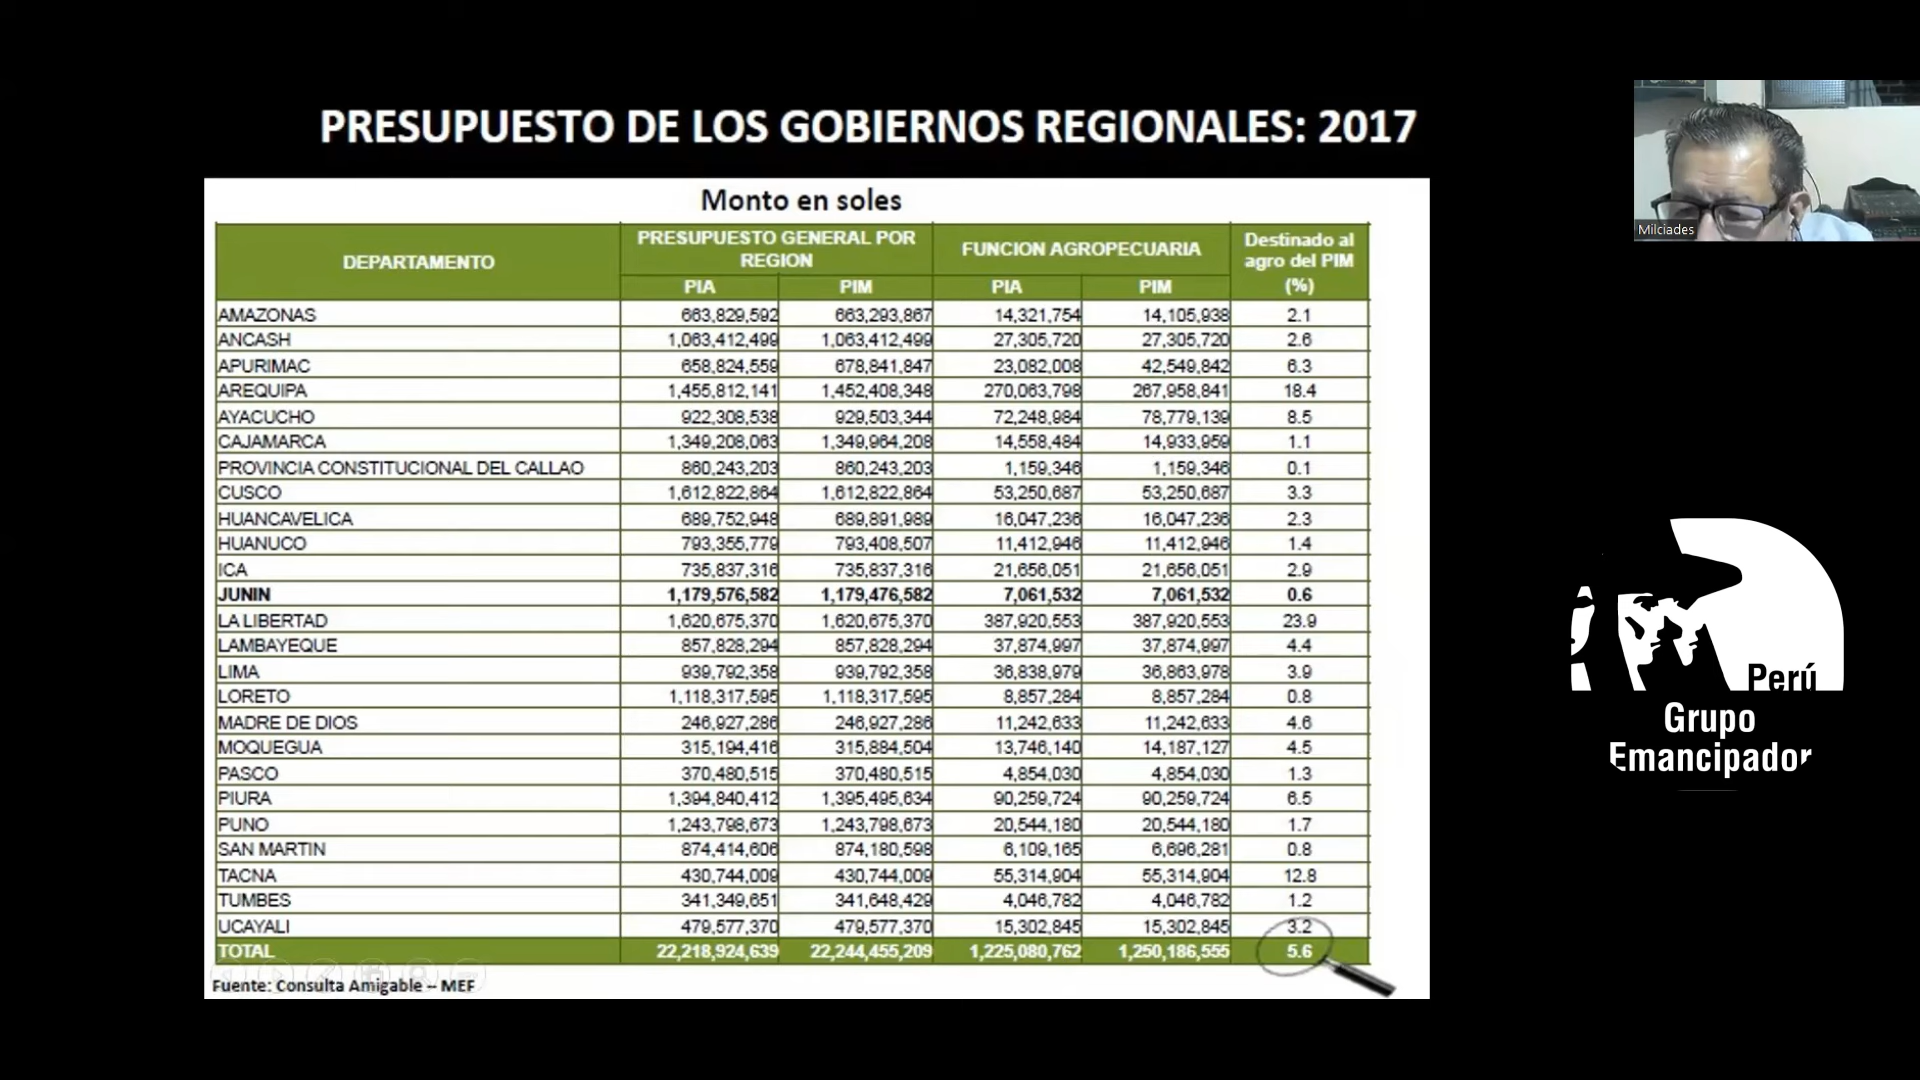 PRESUPUESTO DE LOS GOBIERNOS REGIONALES: 2017
Milciades
Monto en soles
DEPARTAMENTO PRESUPUESTO GENERAL POR REGION FUNCION AGROPECUARIA Destinado al agro del PIM (%)
PIA PIM PIA PIM
AMAZONAS 663,829,592 663,293,867 14,321,754 14,105,938 2.1
ANCASH 1,063,412,499 1,063,412,499 27,305,720 27,305,720 2.6
APURIMAC 658,824,559 678,841,847 23,082,008 42,549,842 6.3
AREQUIPA 1,455,812,141 1,452,408,348 270,063,798 267,958,841 18.4
AYACUCHO 922,308,538 929,503,344 72,248,984 78,779,139 8.5
CAJAMARCA 1,349,208,063 1,349,964,208 14,558,484 14,933,959 1.1
PROVINCIA CONSTITUCIONAL DEL CALLAO 860,243,203 860,243,203 1,159,346 1,159,346 0.1
CUSCO 1,612,822,864 1,612,822,864 53,250,687 53,250,687 3.3
HUANCAVELICA 689,752,948 689,891,989 16,047,236 16,047,236 2.3
HUANUCO 793,355,779 793,408,507 11,412,946 11,412,946 1.4
ICA 735,837,316 735,837,316 21,656,051 21,656,051 2.9
JUNIN 1,179,576,582 1,179,476,582 7,061,532 7,061,532 0.6
LA LIBERTAD 1,620,675,370 1,620,675,370 387,920,553 387,920,553 23.9
LAMBAYEQUE 857,828,294 857,828,294 37,874,997 37,874,997 4.4
LIMA 939,792,358 939,792,358 36,838,979 36,863,978 3.9
LORETO 1,118,317,595 1,118,317,595 8,857,284 8,857,284 0.8
MADRE DE DIOS 246,927,286 246,927,286 11,242,633 11,242,633 4.6
MOQUEGUA 315,194,416 315,884,504 13,746,140 14,187,127 4.5
PASCO 370,480,515 370,480,515 4,854,030 4,854,030 1.3
PIURA 1,394,840,412 1,395,495,634 90,259,724 90,259,724 6.5
PUNO 1,243,798,673 1,243,798,673 20,544,180 20,544,180 1.7
SAN MARTIN 874,414,606 874,180,598 6,109,165 6,696,281 0.8
TACNA 430,744,009 430,744,009 55,314,904 55,314,904 12.8
TUMBES 341,349,651 341,648,429 4,046,782 4,046,782 1.2
UCAYALI 479,577,370 479,577,370 15,302,845 15,302,845 3.2
TOTAL 22,218,924,639 22,244,455,209 1,225,080,762 1,250,186,555 5.6
Fuente: Consulta Amigable – MEF
Perú
Grupo
Emancipador